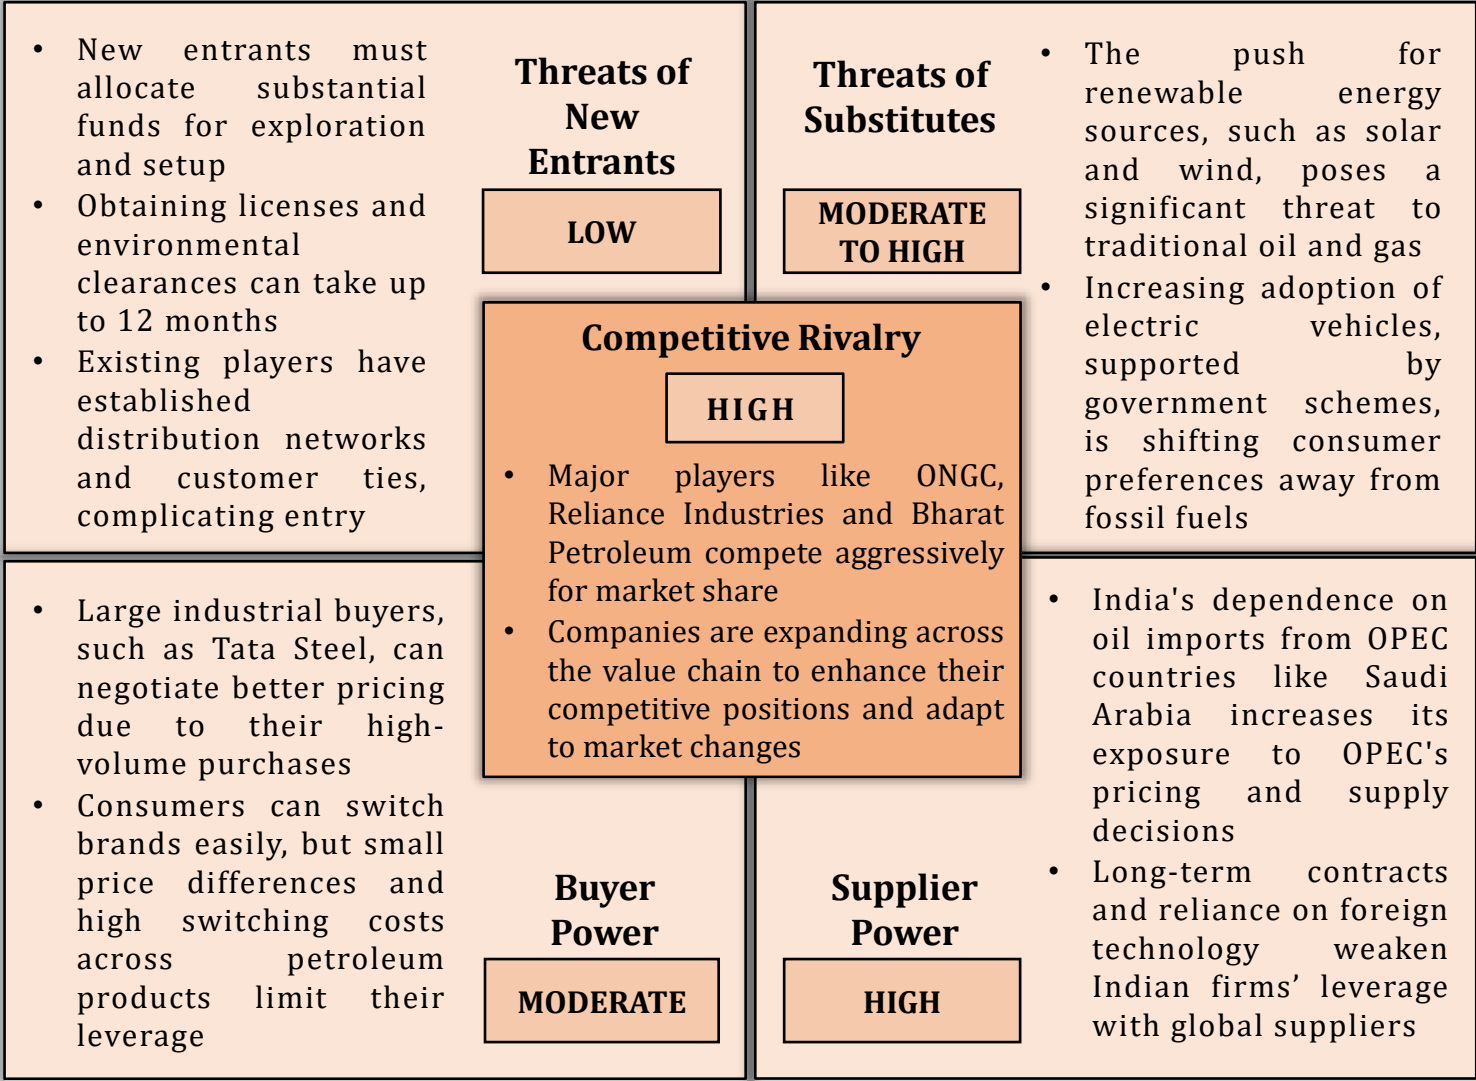 • New entrants must
allocate substantial
funds for exploration
and setup
• Obtaining licenses and
environmental
clearances can take up
to 12 months
• Existing players have
established
distribution networks
and customer ties,
complicating entry
Threats of
New
Entrants
LOW
Threats of
Substitutes
MODERATE
TO HIGH
• The push for
renewable energy
sources, such as solar
and wind, poses a
significant threat to
traditional oil and gas
• Increasing adoption of
electric vehicles,
supported by
government schemes,
is shifting consumer
preferences away from
fossil fuels
Competitive Rivalry
HIGH
• Major players like ONGC,
Reliance Industries and Bharat
Petroleum compete aggressively
for market share
• Companies are expanding across
the value chain to enhance their
competitive positions and adapt
to market changes
• Large industrial buyers,
such as Tata Steel, can
negotiate better pricing
due to their high-
volume purchases
• Consumers can switch
brands easily, but small
price differences and
high switching costs
across petroleum
products limit their
leverage
Buyer
Power
MODERATE
Supplier
Power
HIGH
• India's dependence on
oil imports from OPEC
countries like Saudi
Arabia increases its
exposure to OPEC's
pricing and supply
decisions
• Long-term contracts
and reliance on foreign
technology weaken
Indian firms’ leverage
with global suppliers